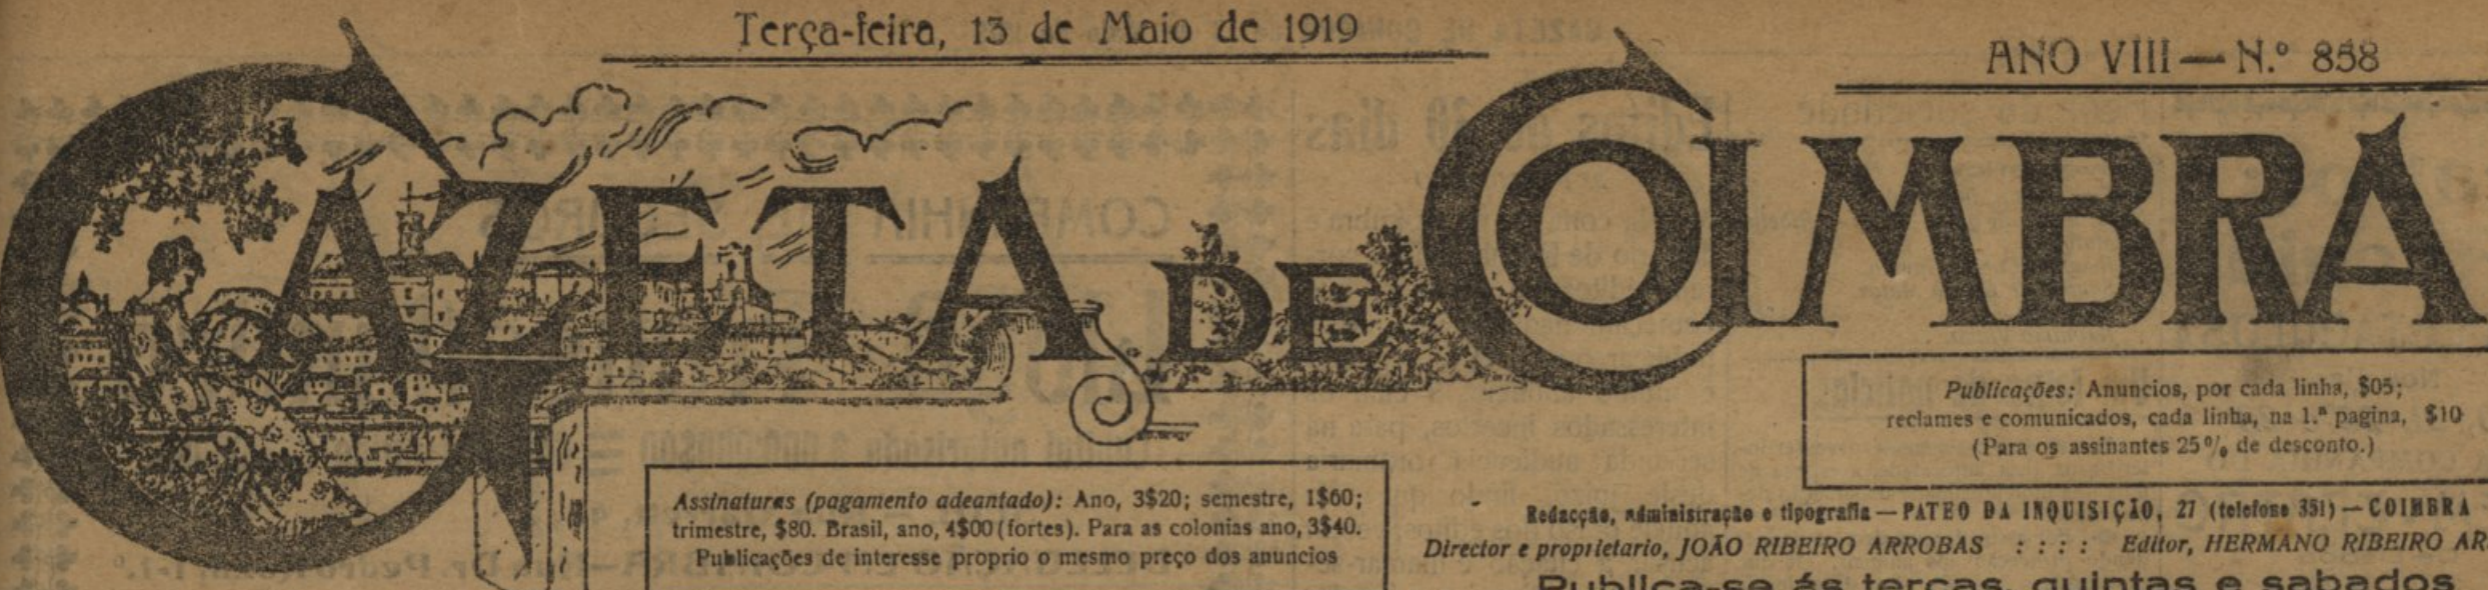 Terça-feira, 13 de Maio de 1919
ANO VIII — N.º 858
GAZETA DE COIMBRA
Publicações: Anuncios, por cada linha, $05;
reclames e comunicados, cada linha, na 1.ª pagina, $10
(Para os assinantes 25% de desconto.)
Assinaturas (pagamento adeantado): Ano, 3$20; semestre, 1$60;
trimestre, $80. Brasil, ano, 4$00 (fortes). Para as colonias ano, 3$40.
Publicações de interesse proprio o mesmo preço dos anuncios
Redacção, administração e tipografia — PATEO DA INQUISIÇÃO, 27 (telefone 351) — COIMBRA
Director e proprietario, JOÃO RIBEIRO ARROBAS : : : : Editor, HERMANO RIBEIRO AR
Publica-se ás terças, quintas e sabados